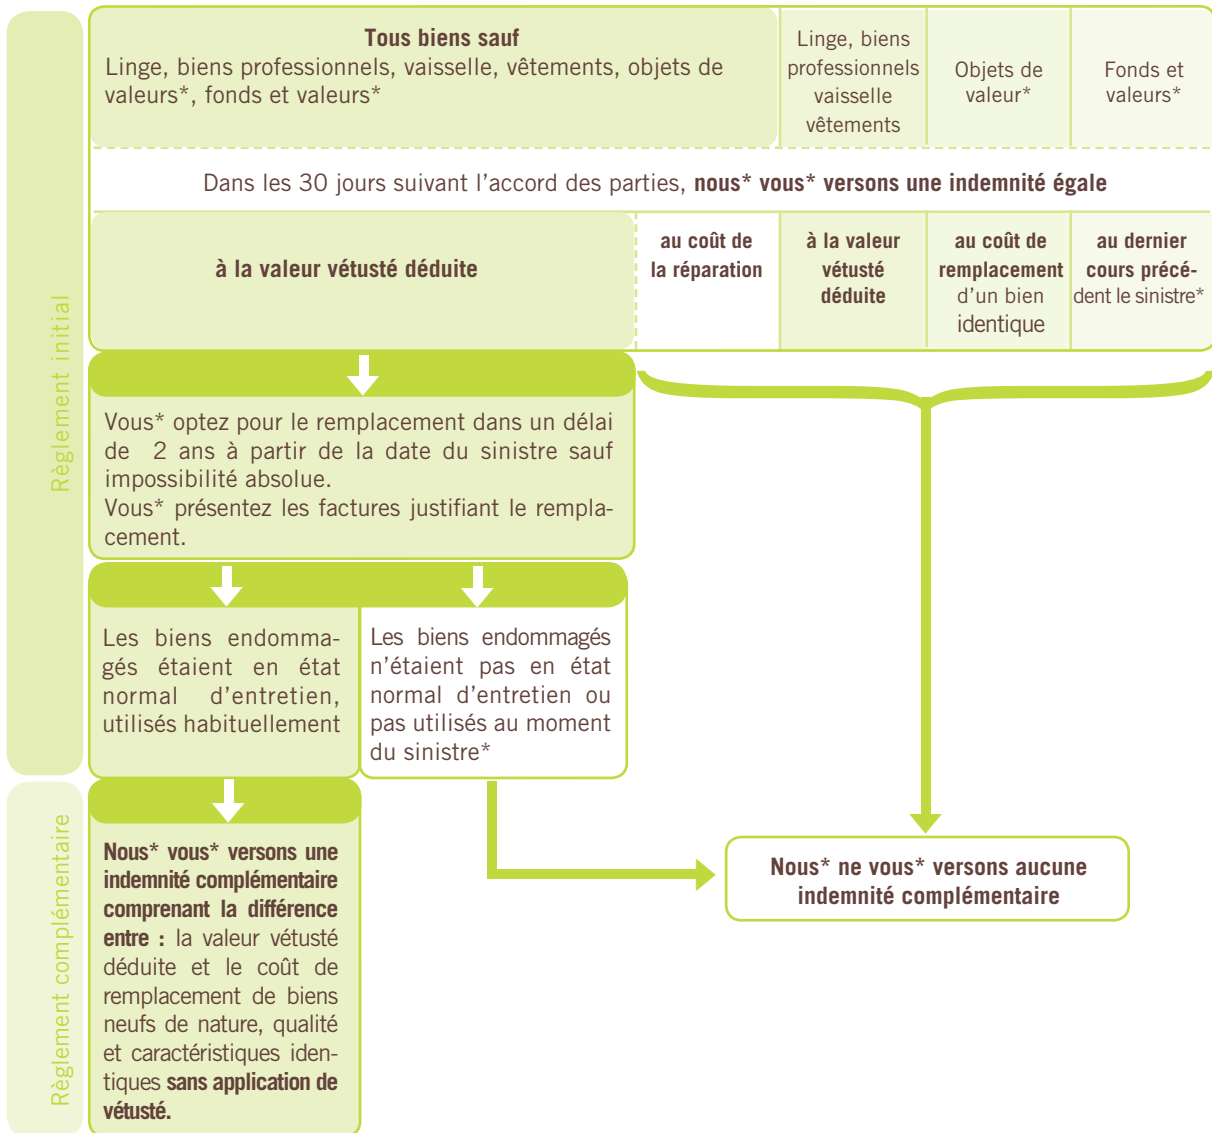 Tous biens sauf
Linge, biens professionnels, vaisselle, vêtements, objets de
valeurs*, fonds et valeurs*
Linge, biens
professionnels
vaisselle
vêtements
Objets de
valeur*
Fonds et
valeurs*
Dans les 30 jours suivant l'accord des parties, nous* vous* versons une indemnité égale
à la valeur vétusté déduite
au coût de
la réparation
à la valeur
vétusté
déduite
au coût de
remplacement
d'un bien
identique
au dernier
cours précé-
dent le sinistre*
Règlement initial
Vous* optez pour le remplacement dans un délai
de 2 ans à partir de la date du sinistre sauf
impossibilité absolue.
Vous* présentez les factures justifiant le rempla-
cement.
Les biens endomma-
gés étaient en état
normal d'entretien,
utilisés habituellement
Les biens endommagés
n'étaient pas en état
normal d'entretien ou
pas utilisés au moment
du sinistre*
Règlement complémentaire
Nous* vous* versons une
indemnité complémentaire
comprenant la différence
entre : la valeur vétusté
déduite et le coût de
remplacement de biens
neufs de nature, qualité
et caractéristiques iden-
tiques sans application de
vétusté.
Nous* ne vous* versons aucune
indemnité complémentaire